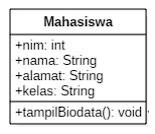 Mahasiswa
+nim: int
+nama: String
+alamat: String
+kelas: String
+tampilBiodata(): void